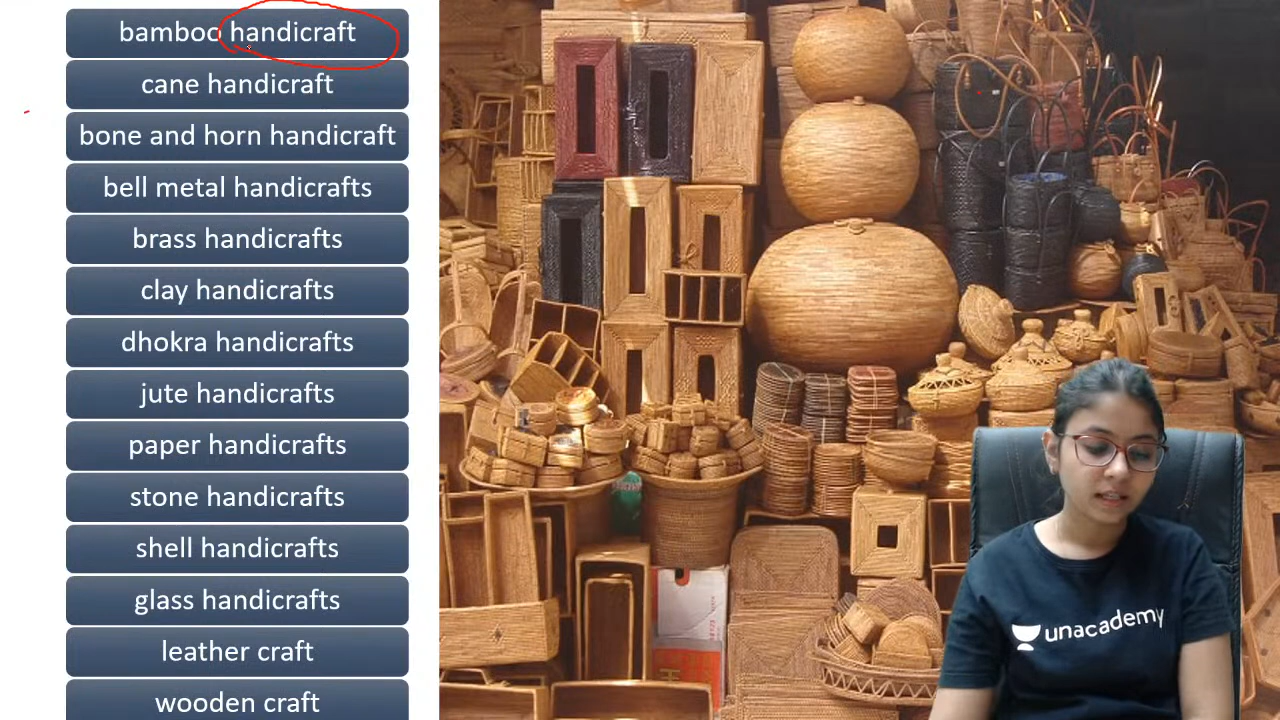 bamboo handicraft
cane handicraft
bone and horn handicraft
bell metal handicrafts
brass handicrafts
clay handicrafts
dhokra handicrafts
jute handicrafts
paper handicrafts
stone handicrafts
shell handicrafts
glass handicrafts
leather craft
wooden craft
unacademy